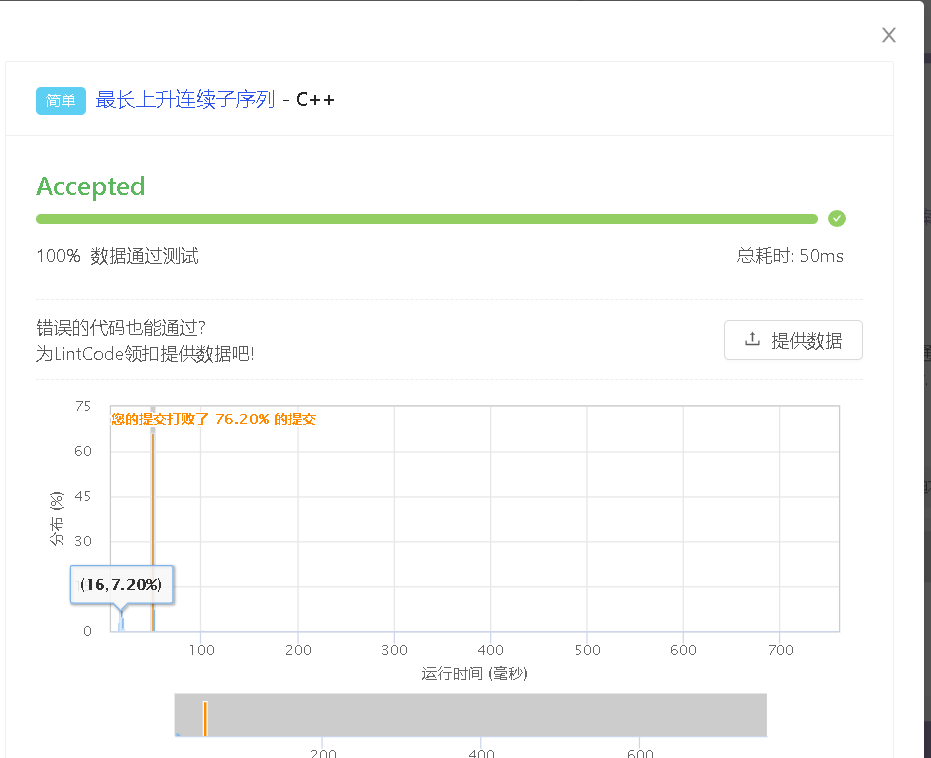 X
简单 最长上升连续子序列 - C++
Accepted
100% 数据通过测试 总耗时: 50ms
错误的代码也能通过?
为LintCode领扣提供数据吧!
提供数据
75
您的提交打败了 76.20% 的提交
60
45
分布 (%)
30
(16,7.20%)
0
100 200 300 400 500 600 700
运行时间 (毫秒)
200 400 600